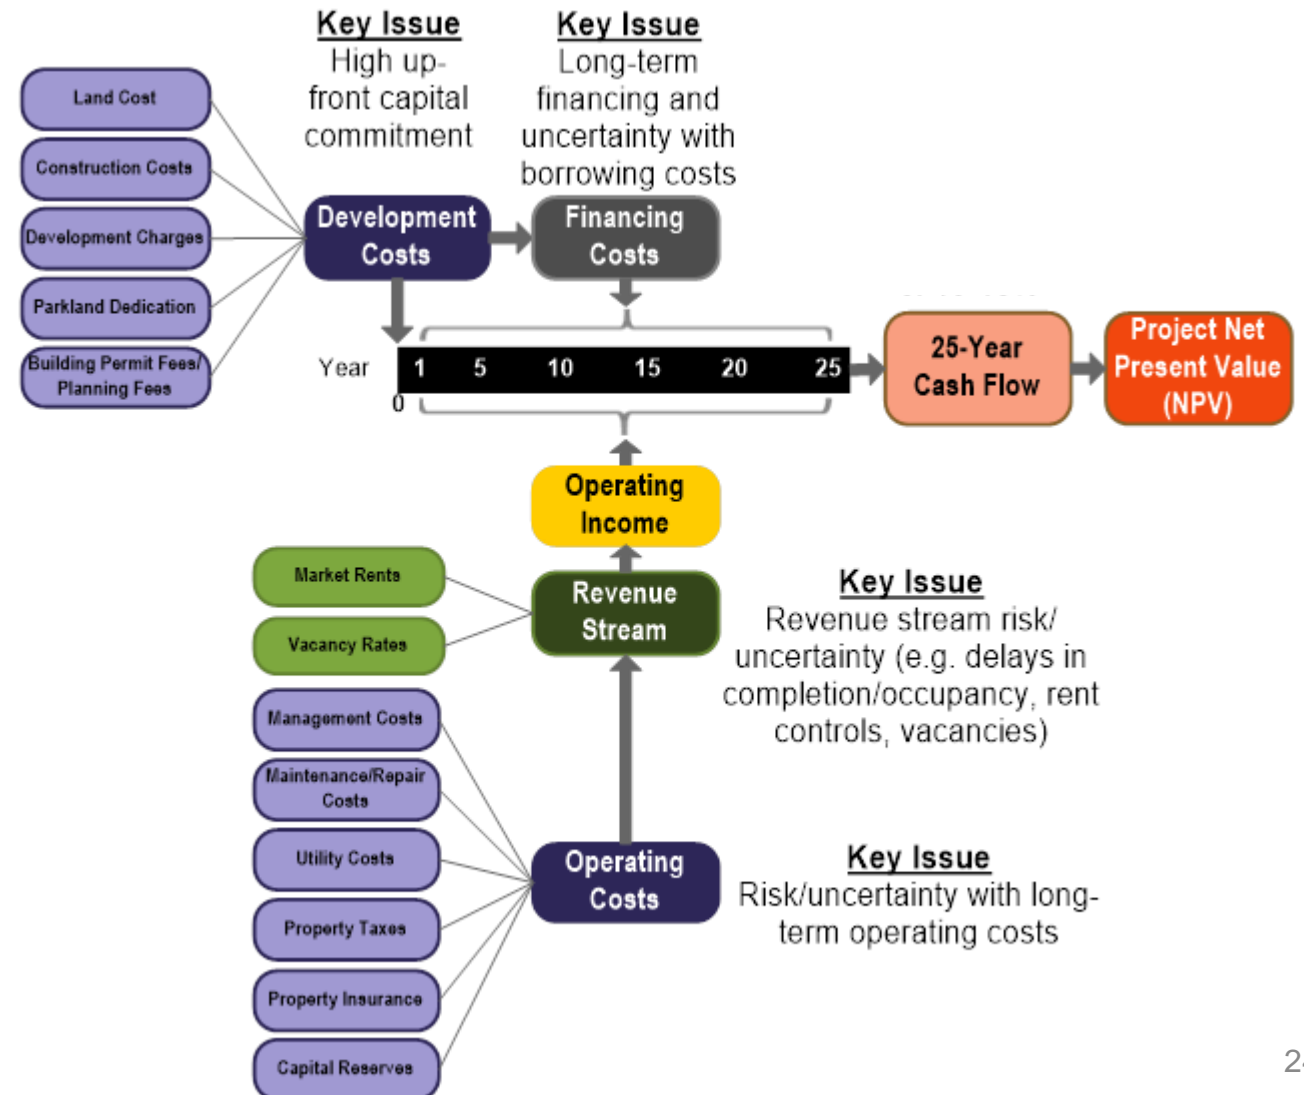 Key Issue
High up-
front capital
commitment
Key Issue
Long-term
financing and
uncertainty with
borrowing costs
Land Cost
Construction Costs
Development Charges
Parkland Dedication
Building Permit Fees/
Planning Fees
Development
Costs
Financing
Costs
Year
1 5 10 15 20 25
0
25-Year
Cash Flow
Project Net
Present Value
(NPV)
Operating
Income
Market Rents
Vacancy Rates
Revenue
Stream
Key Issue
Revenue stream risk/
uncertainty (e.g. delays in
completion/occupancy, rent
controls, vacancies)
Management Costs
Maintenance/Repair
Costs
Utility Costs
Property Taxes
Property Insurance
Capital Reserves
Operating
Costs
Key Issue
Risk/uncertainty with long-
term operating costs